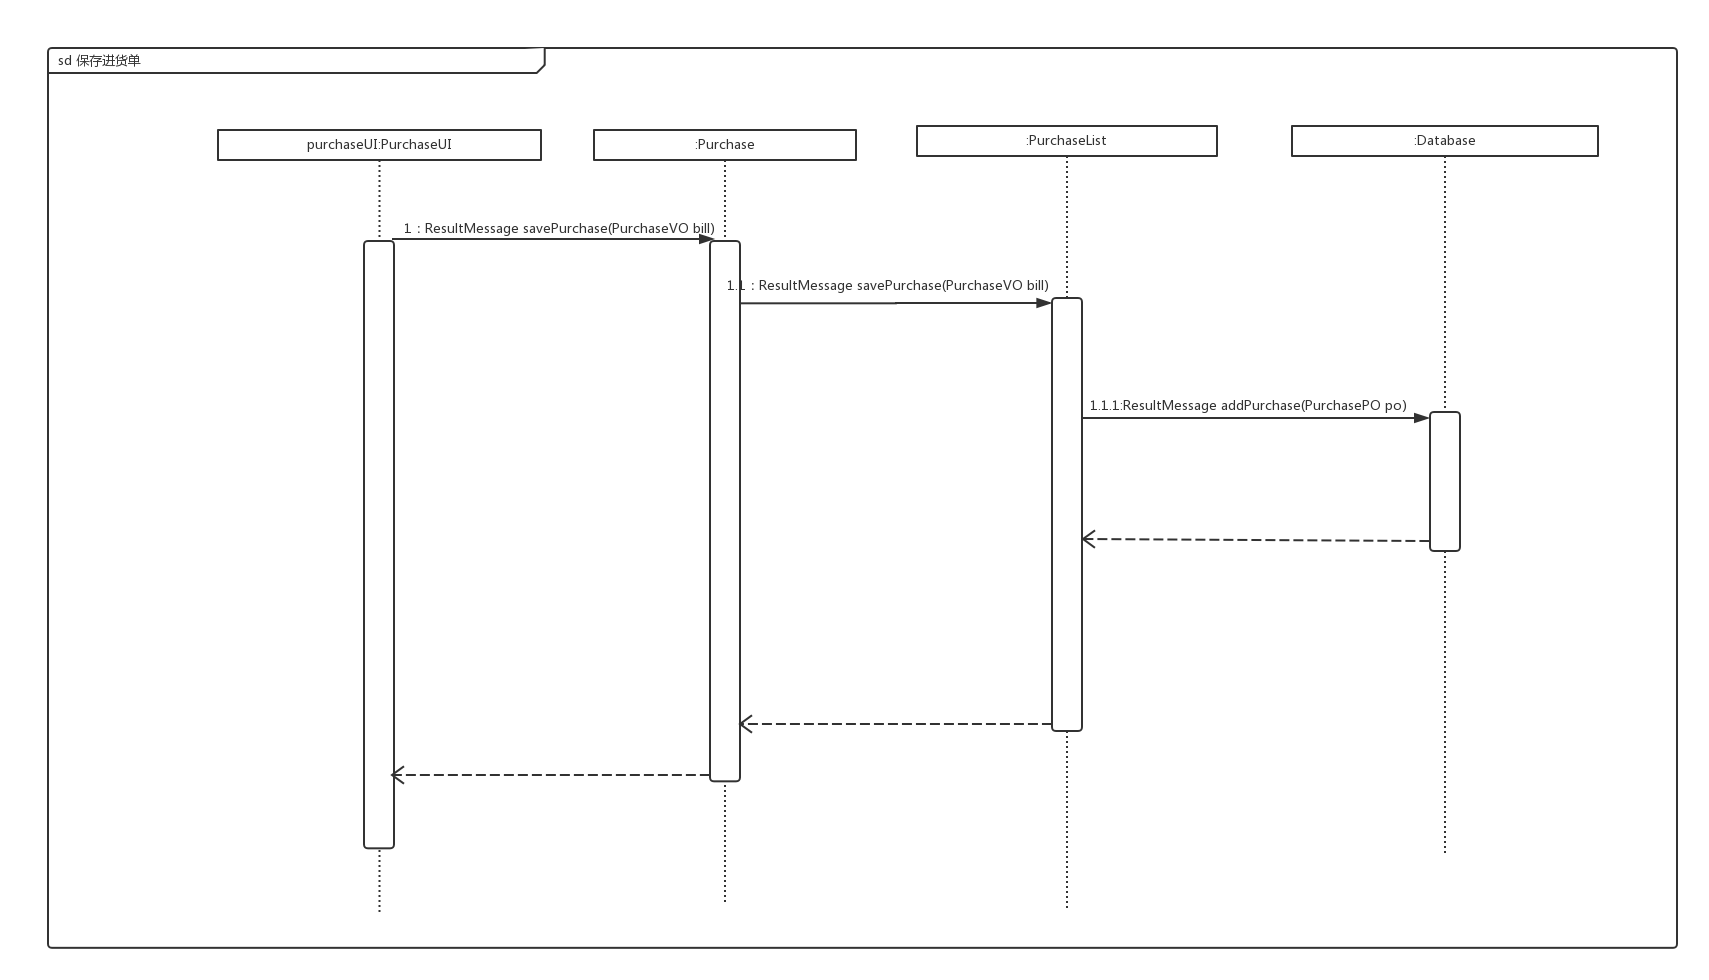 sd 保存进货单
purchaseUI:PurchaseUI
:Purchase
:PurchaseList
:Database
1：ResultMessage savePurchase(PurchaseVO bill)
1.1：ResultMessage savePurchase(PurchaseVO bill)
1.1.1:ResultMessage addPurchase(PurchasePO po)